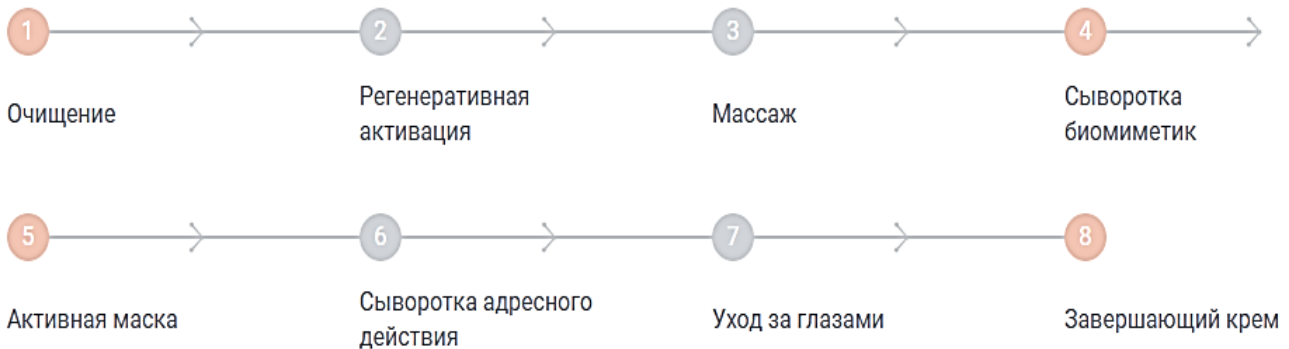 1
2
3
4
Очищение
Регенеративная
активация
Массаж
Сыворотка
биомиметик
5
6
7
8
Активная маска
Сыворотка адресного
действия
Уход за глазами
Завершающий крем